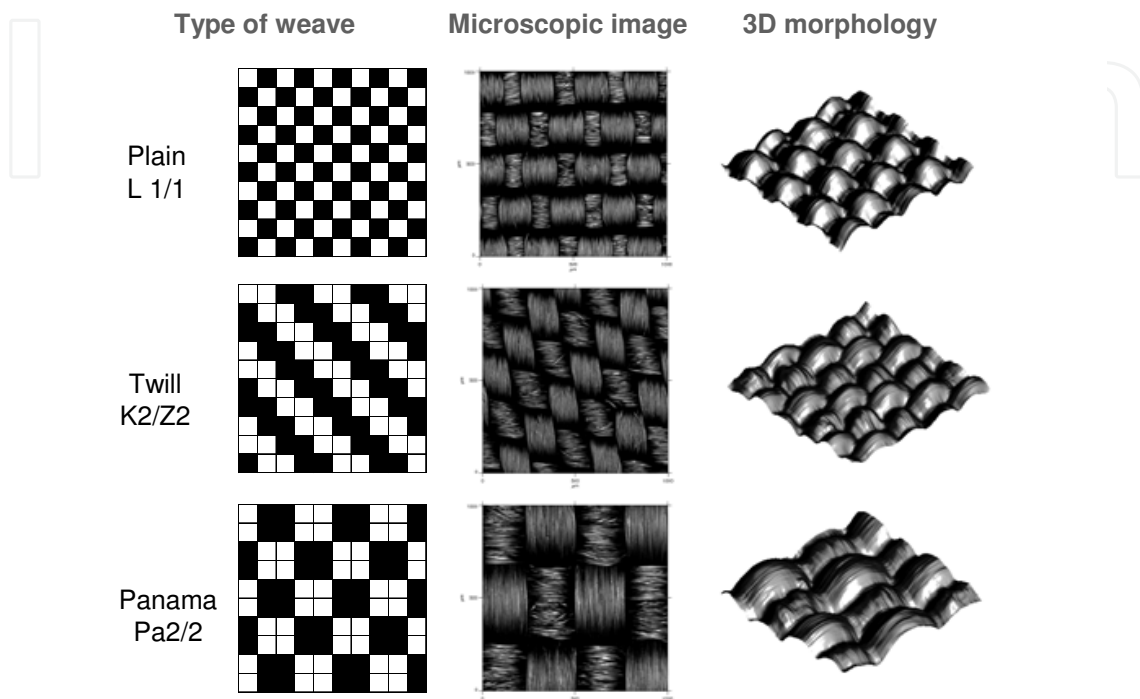 Type of weave
Microscopic image
3D morphology
Plain
L 1/1
Twill
K2/Z2
Panama
Pa2/2